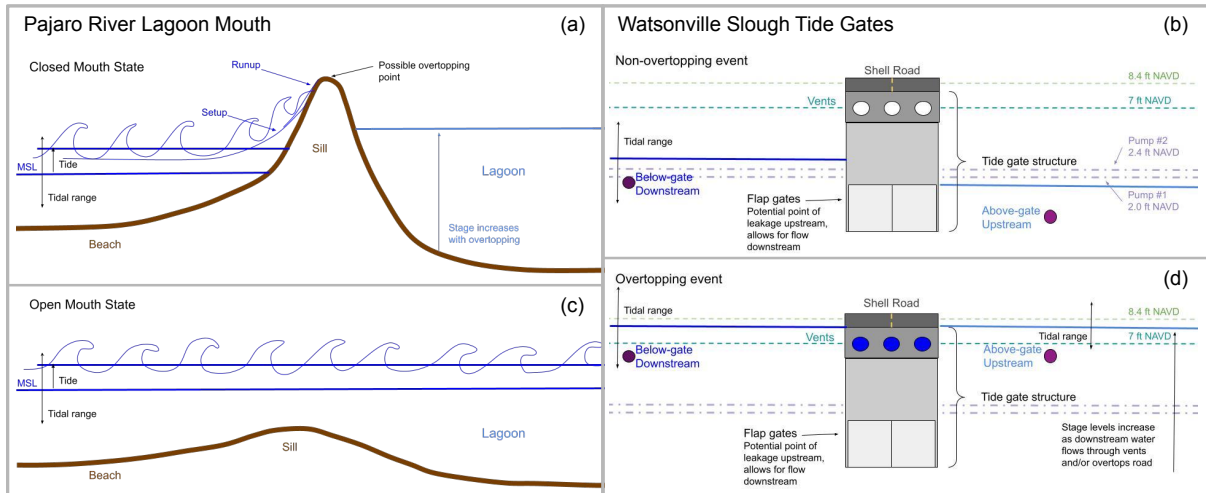 Pajaro River Lagoon Mouth
(a)
Closed Mouth State
Runup
Possible overtopping
point
Setup
Sill
MSL
Tide
Tidal range
Lagoon
Beach
Stage increases
with overtopping
Watsonville Slough Tide Gates
(b)
Non-overtopping event
Shell Road
8.4 ft NAVD
Vents
7 ft NAVD
Tidal range
Pump #2
2.4 ft NAVD
Tide gate structure
Below-gate
Downstream
Flap gates
Potential point of
leakage upstream,
allows for flow
downstream
Pump #1
2.0 ft NAVD
Above-gate
Upstream
(c)
Open Mouth State
MSL
Tide
Tidal range
Lagoon
Sill
Beach
(d)
Overtopping event
Shell Road
8.4 ft NAVD
Tidal range
Vents
Tidal range
7 ft NAVD
Below-gate
Downstream
Above-gate
Upstream
Tide gate structure
Flap gates
Potential point of
leakage upstream,
allows for flow
downstream
Stage levels increase
as downstream water
flows through vents
and/or overtops road